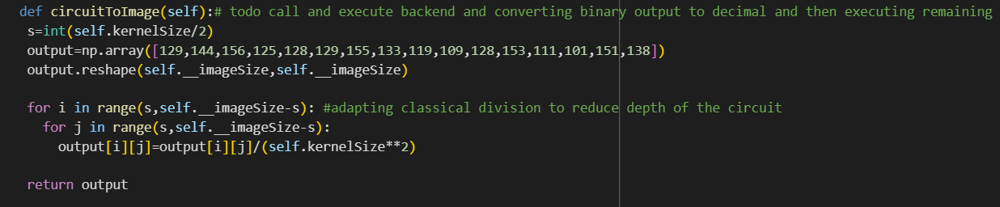 def circuitToImage(self):# todo call and execute backend and converting binary output to decimal and then executing remaining
s=int(self.kernelSize/2)
output=np.array([129,144,156,125,128,129,155,133,119,109,128,153,111,101,151,138])
output.reshape(self.__imageSize,self.__imageSize)
for i in range(s,self.__imageSize-s): #adapting classical division to reduce depth of the circuit
for j in range(s,self.__imageSize-s):
output[i][j]=output[i][j]/(self.kernelSize**2)
return output